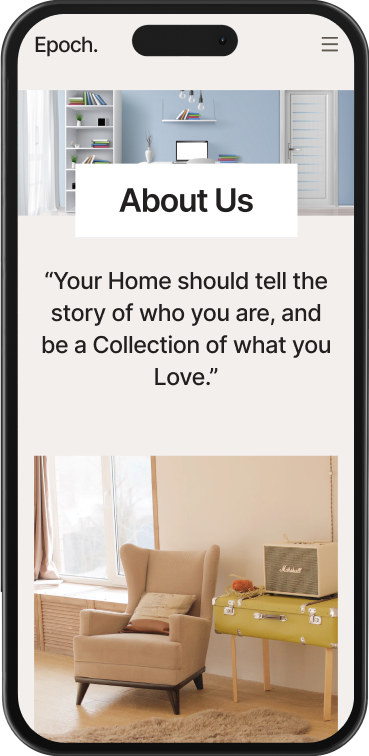 Epoch.
About Us
“Your Home should tell the
story of who you are, and
be a Collection of what you
Love.”
Marshall